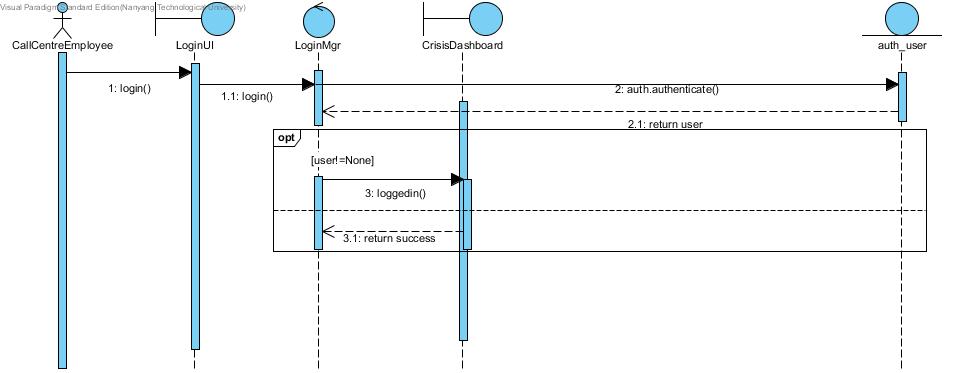 Visual Paradigm Standard Edition(Nanyang Technological University)
CallCentreEmployee
LoginUI
LoginMgr
CrisisDashboard
auth_user
1: login()
1.1: login()
2: auth.authenticate()
2.1: return user
opt
[user!=None]
3: loggedin()
3.1: return success